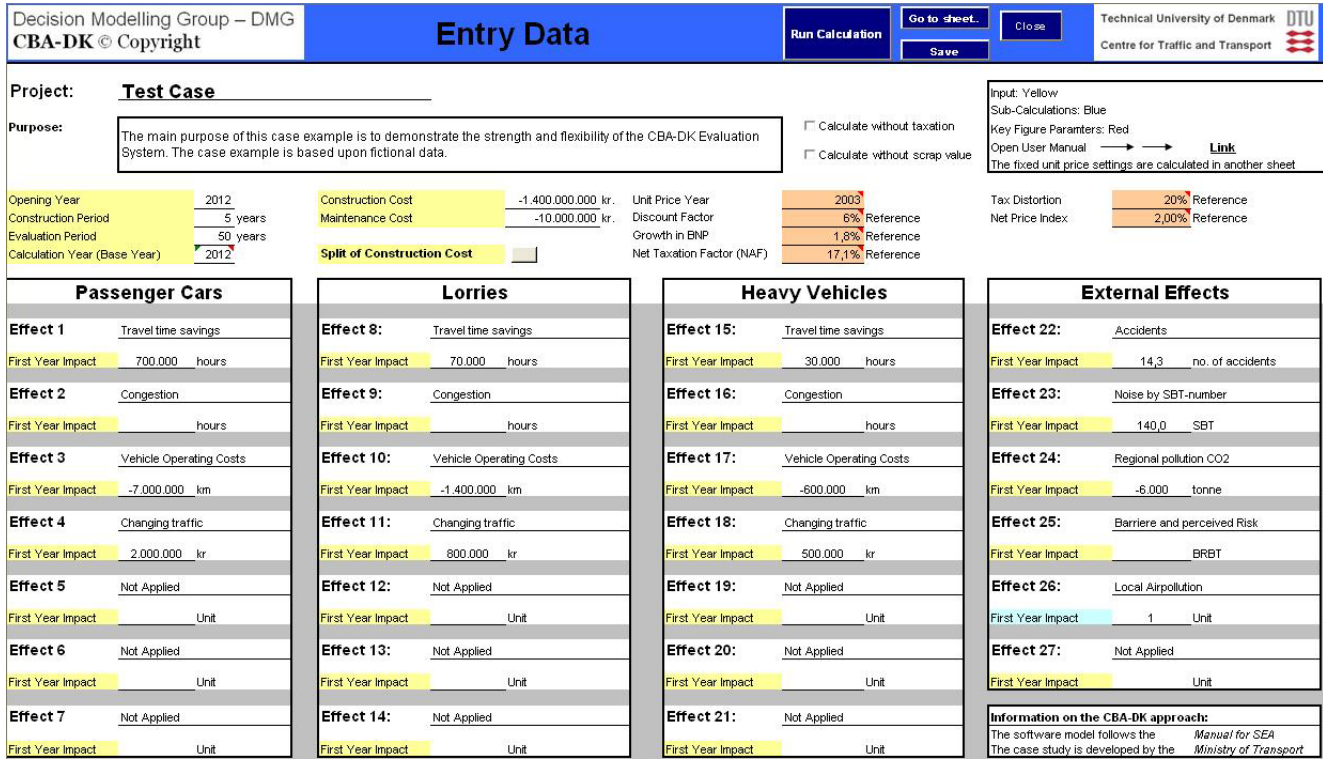 Decision Modelling Group – DMG
CBA-DK © Copyright
Entry Data
Run Calculation
Go to sheet..
Save
Close
Technical University of Denmark
Centre for Traffic and Transport
DTU
Project: Test Case
Purpose:
The main purpose of this case example is to demonstrate the strength and flexibility of the CBA-DK Evaluation
System. The case example is based upon fictional data.
Calculate without taxation
Calculate without scrap value
Input: Yellow
Sub-Calculations: Blue
Key Figure Paramters: Red
Open User Manual Link
The fixed unit price settings are calculated in another sheet
Opening Year 2012
Construction Period 5 years
Evaluation Period 50 years
Calculation Year (Base Year) 2012
Construction Cost -1.400.000.000 kr.
Maintenance Cost -10.000.000 kr.
Split of Construction Cost
Unit Price Year 2003
Discount Factor 6% Reference
Growth in BNP 1,8% Reference
Net Taxation Factor (NAF) 17,1% Reference
Tax Distortion 20% Reference
Net Price Index 2,00% Reference
Passenger Cars
Effect 1 Travel time savings
First Year Impact 700.000 hours
Effect 2 Congestion
First Year Impact hours
Effect 3 Vehicle Operating Costs
First Year Impact -7.000.000 km
Effect 4 Changing traffic
First Year Impact 2.000.000 kr
Effect 5 Not Applied
First Year Impact Unit
Effect 6 Not Applied
First Year Impact Unit
Effect 7 Not Applied
First Year Impact Unit
Lorries
Effect 8: Travel time savings
First Year Impact 70.000 hours
Effect 9: Congestion
First Year Impact hours
Effect 10: Vehicle Operating Costs
First Year Impact -1.400.000 km
Effect 11: Changing traffic
First Year Impact 800.000 kr
Effect 12: Not Applied
First Year Impact Unit
Effect 13: Not Applied
First Year Impact Unit
Effect 14: Not Applied
First Year Impact Unit
Heavy Vehicles
Effect 15: Travel time savings
First Year Impact 30.000 hours
Effect 16: Congestion
First Year Impact hours
Effect 17: Vehicle Operating Costs
First Year Impact -600.000 km
Effect 18: Changing traffic
First Year Impact 500.000 kr
Effect 19: Not Applied
First Year Impact Unit
Effect 20: Not Applied
First Year Impact Unit
Effect 21: Not Applied
First Year Impact Unit
External Effects
Effect 22: Accidents
First Year Impact 14,3 no. of accidents
Effect 23: Noise by SBT-number
First Year Impact 140,0 SBT
Effect 24: Regional pollution CO2
First Year Impact -6.000 tonne
Effect 25: Barriere and perceived Risk
First Year Impact BRBT
Effect 26: Local Airpollution
First Year Impact 1 Unit
Effect 27: Not Applied
First Year Impact Unit
Information on the CBA-DK approach:
The software model follows the Manual for SEA
The case study is developed by the Ministry of Transport